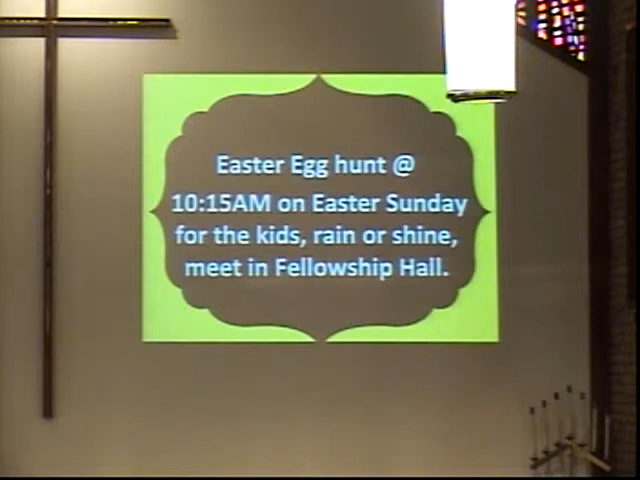 Easter Egg hunt @
10:15AM on Easter Sunday
for the kids, rain or shine,
meet in Fellowship Hall.